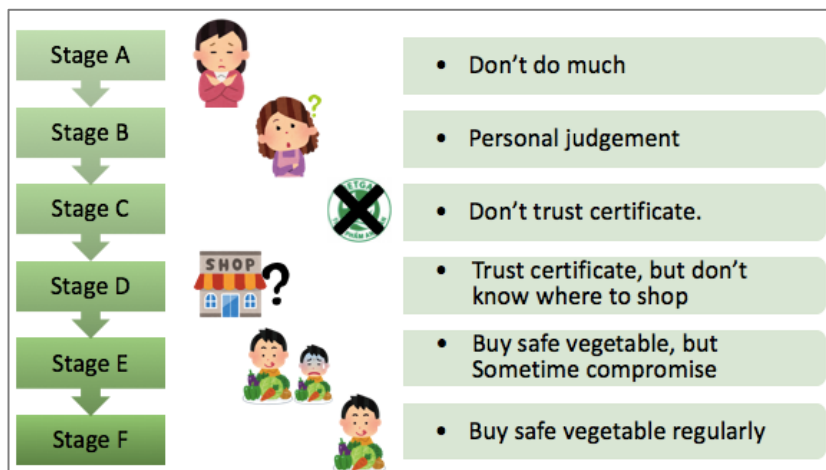 Stage A
• Don't do much
?
Stage B
• Personal judgement
Stage C
• Don't trust certificate.
SHOP
?
Stage D
• Trust certificate, but don't
know where to shop
Stage E
• Buy safe vegetable, but
Sometime compromise
Stage F
• Buy safe vegetable regularly